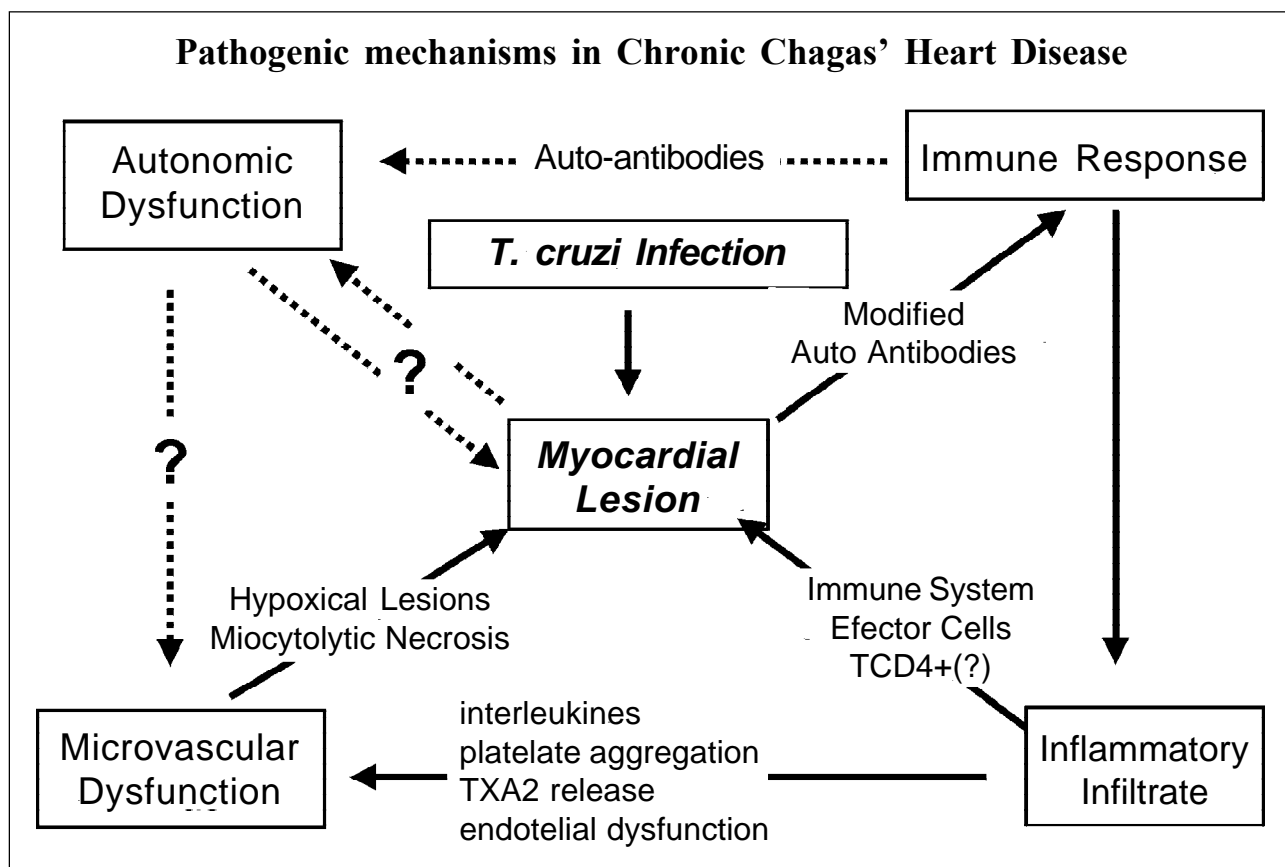 Pathogenic mechanisms in Chronic Chagas’ Heart Disease
Autonomic
Dysfunction
Auto-antibodies
Immune Response
T. cruzi Infection
Modified
Auto Antibodies
?
?
Myocardial
Lesion
Hypoxical Lesions
Miocytolytic Necrosis
Immune System
Efector Cells
TCD4+(?)
Microvascular
Dysfunction
interleukines
platelate aggregation
TXA2 release
endotelial dysfunction
Inflammatory
Infiltrate